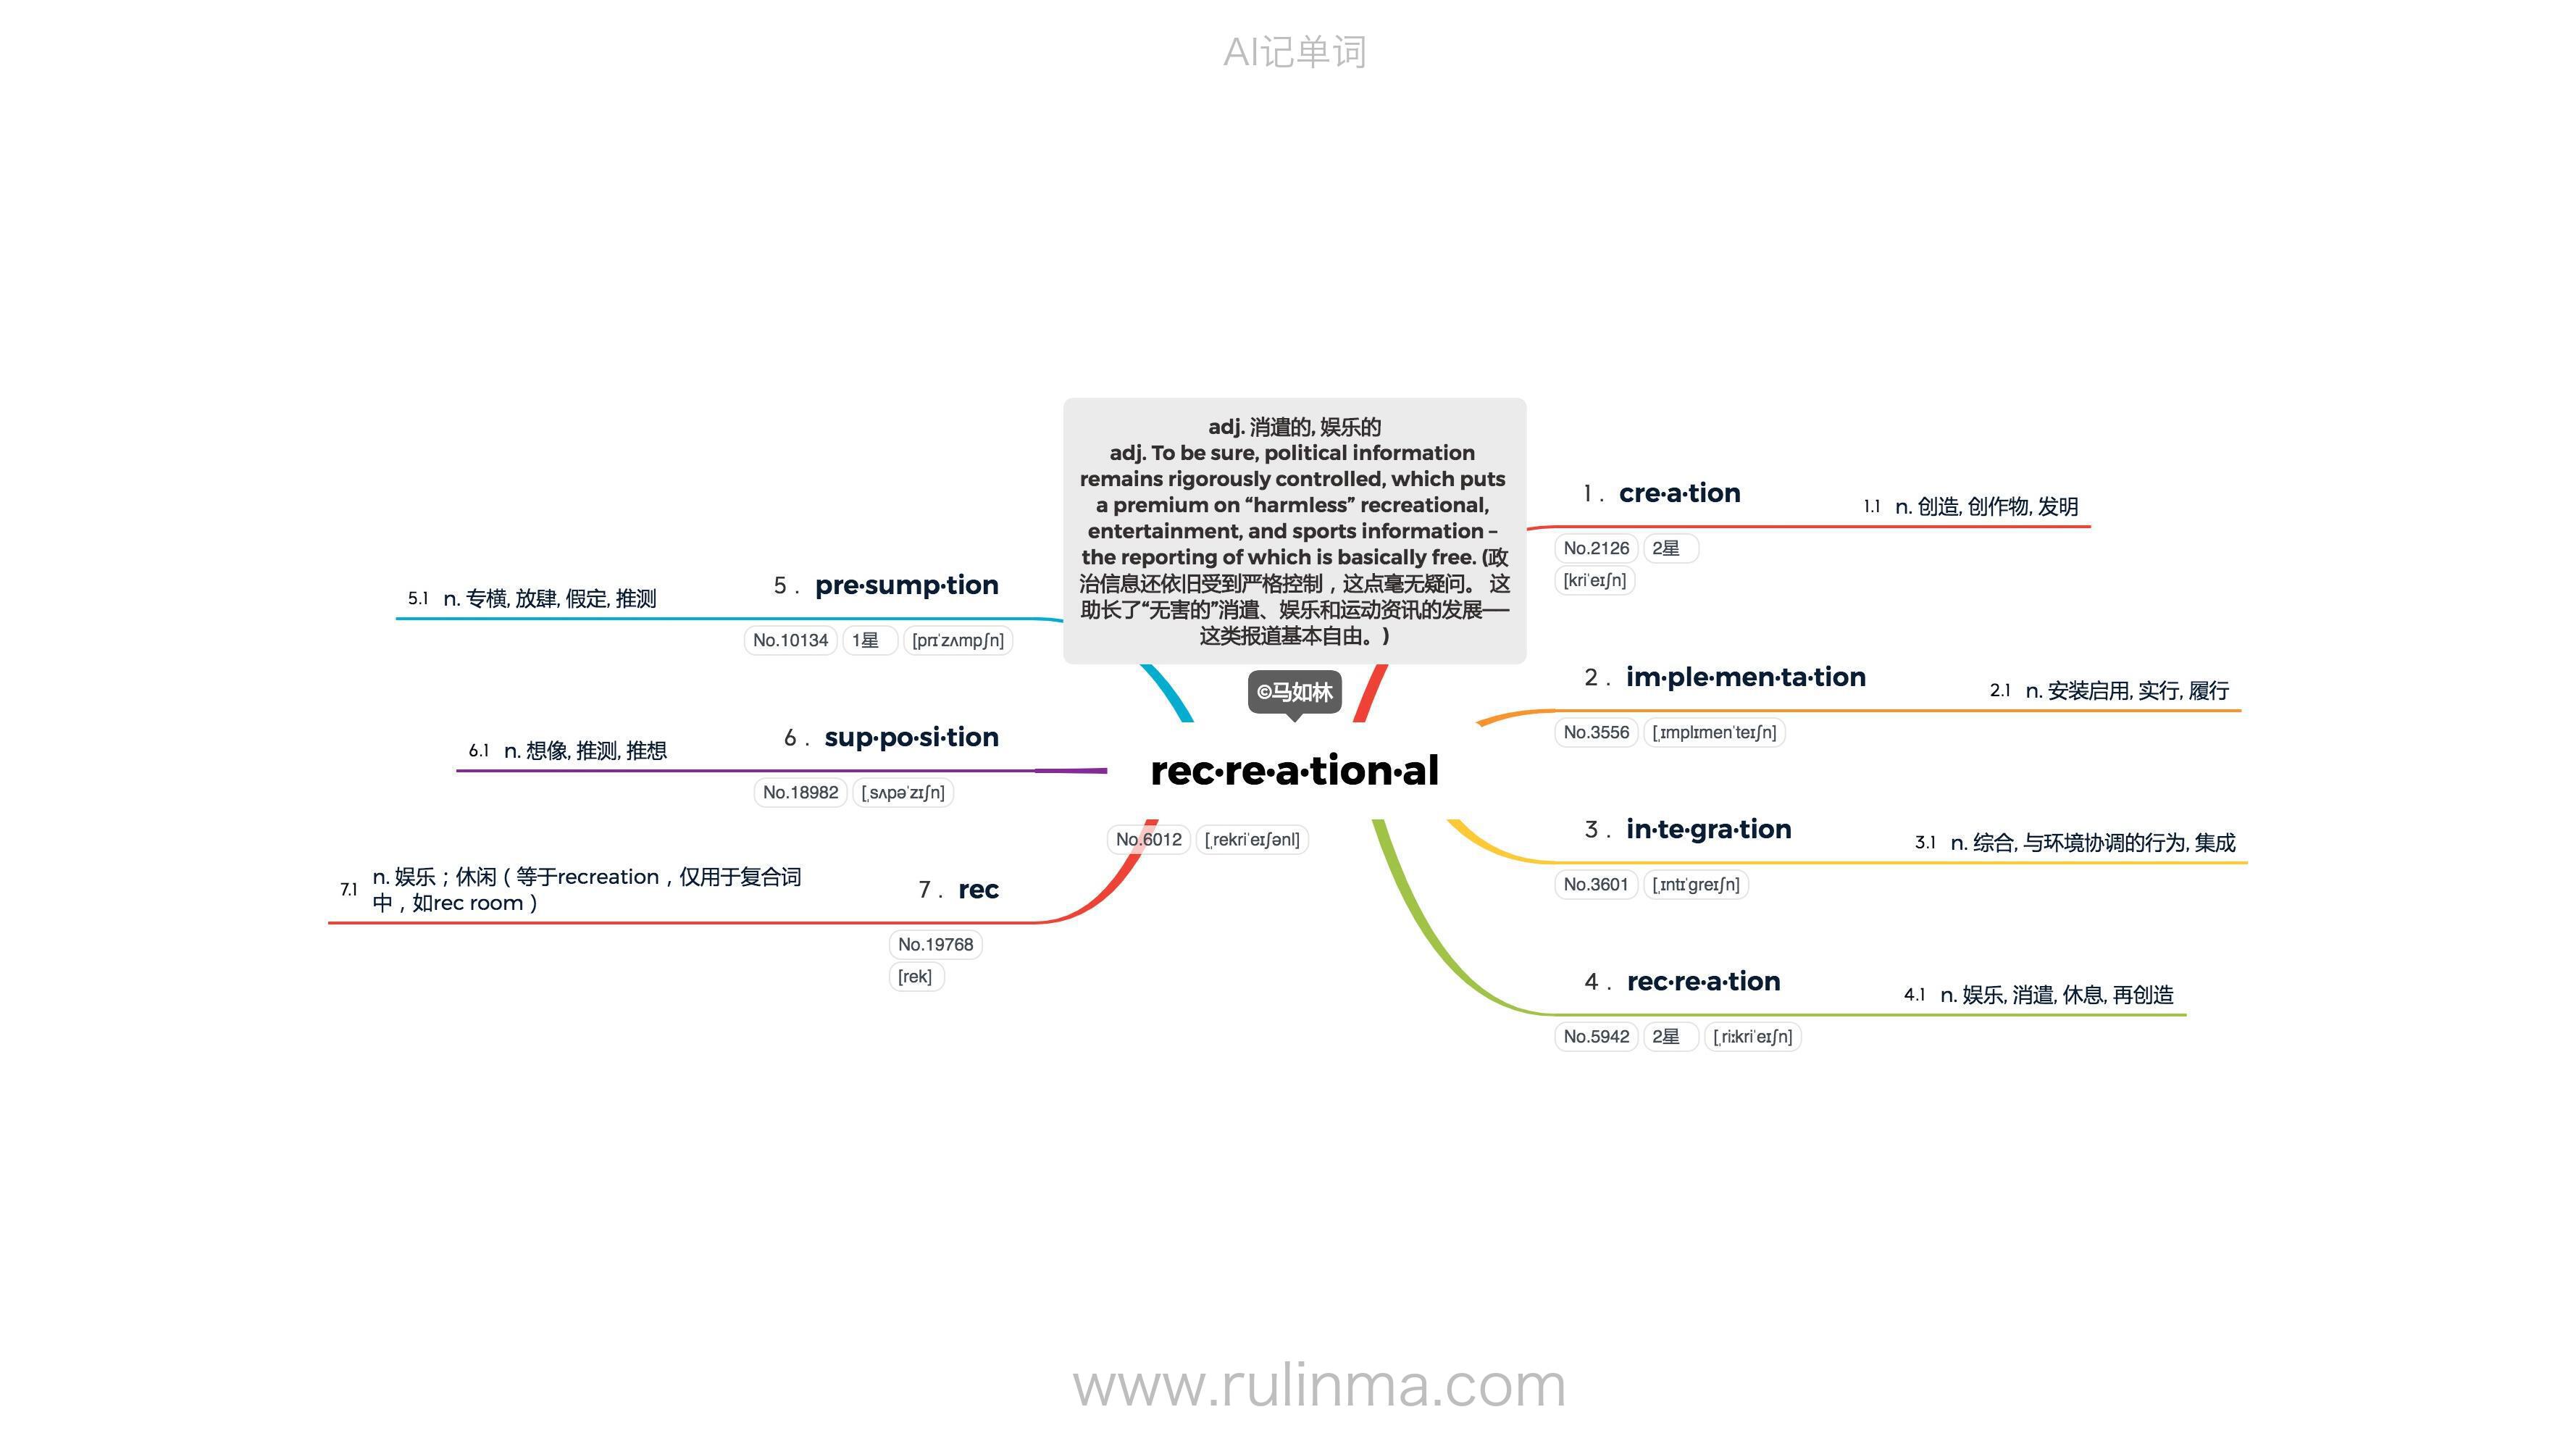 AI记单词
adj. 消遣的, 娱乐的
adj. To be sure, political information
remains rigorously controlled, which puts
a premium on “harmless” recreational,
entertainment, and sports information –
the reporting of which is basically free. (政
治信息还依旧受到严格控制，这点毫无疑问。 这
助长了“无害的”消遣、娱乐和运动资讯的发展——
这类报道基本自由。)
©马如林
rec·re·a·tion·al
No.6012 [ˌrekriˈeɪʃənl]
1. cre·a·tion
1.1 n. 创造, 创作物, 发明
No.2126 2星
[kriˈeɪʃn]
2. im·ple·men·ta·tion
2.1 n. 安装启用, 实行, 履行
No.3556 [ˌɪmplɪmenˈteɪʃn]
3. in·te·gra·tion
3.1 n. 综合, 与环境协调的行为, 集成
No.3601 [ˌɪntɪˈɡreɪʃn]
4. rec·re·a·tion
4.1 n. 娱乐, 消遣, 休息, 再创造
No.5942 2星 [ˌriːkriˈeɪʃn]
5. pre·sump·tion
5.1 n. 专横, 放肆, 假定, 推测
No.10134 1星 [prɪˈzʌmpʃn]
6. sup·po·si·tion
6.1 n. 想像, 推测, 推想
No.18982 [ˌsʌpəˈzɪʃn]
7. rec
7.1 n. 娱乐；休闲（等于recreation，仅用于复合词
中，如rec room）
No.19768
[rek]
www.rulinma.com